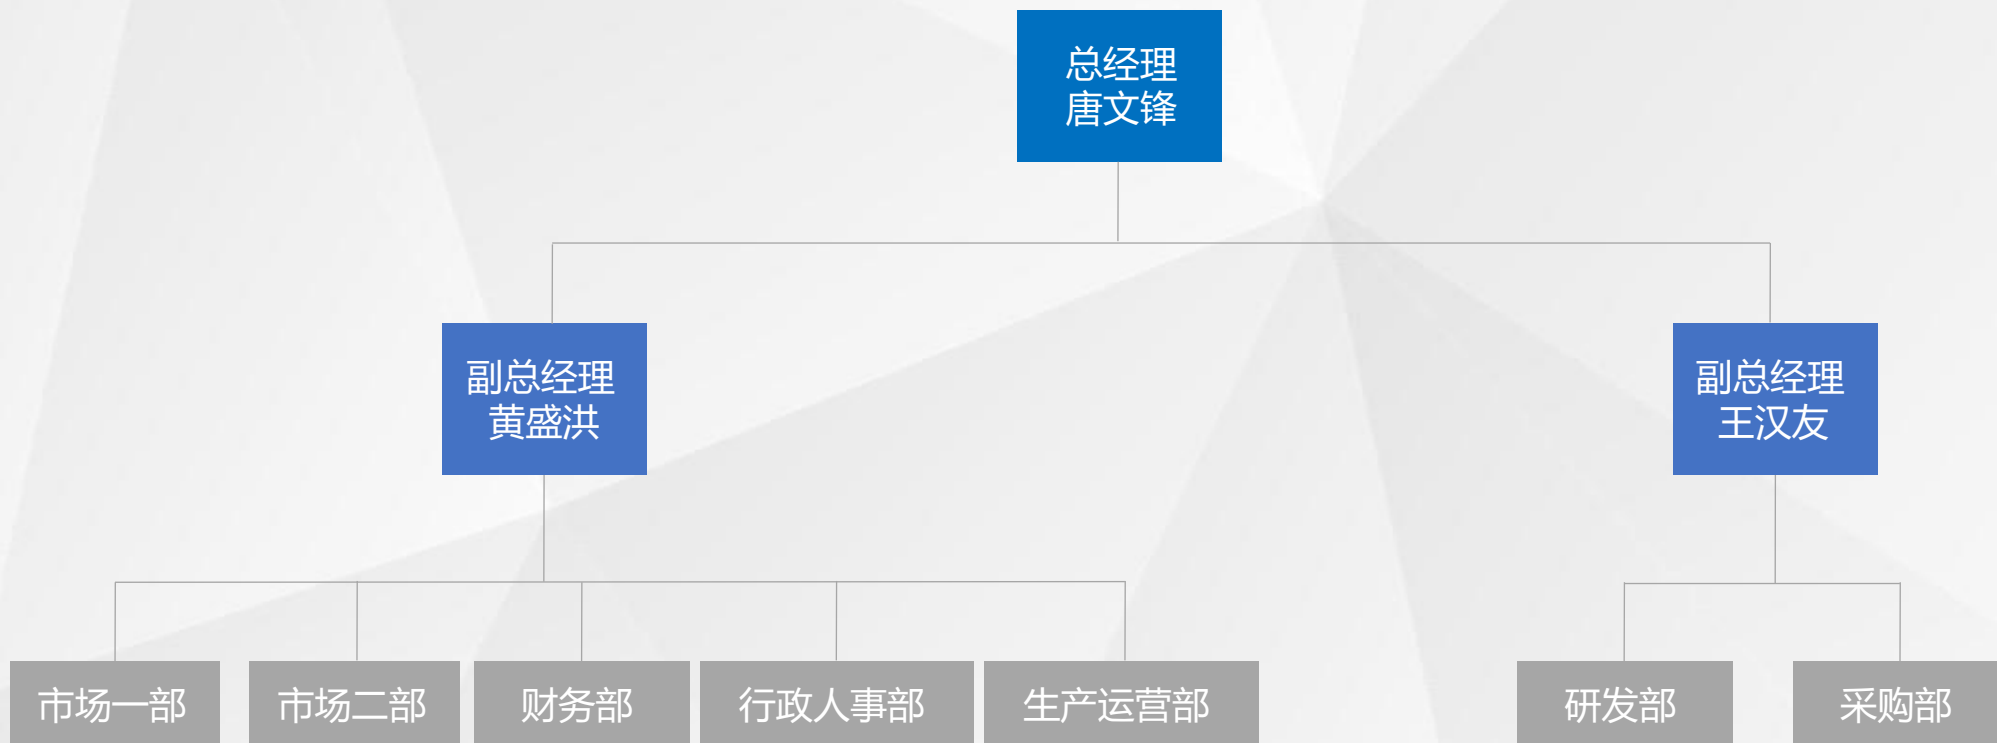 总经理
唐文锋
副总经理
黄盛洪
副总经理
王汉友
市场一部
市场二部
财务部
行政人事部
生产运营部
研发部
采购部